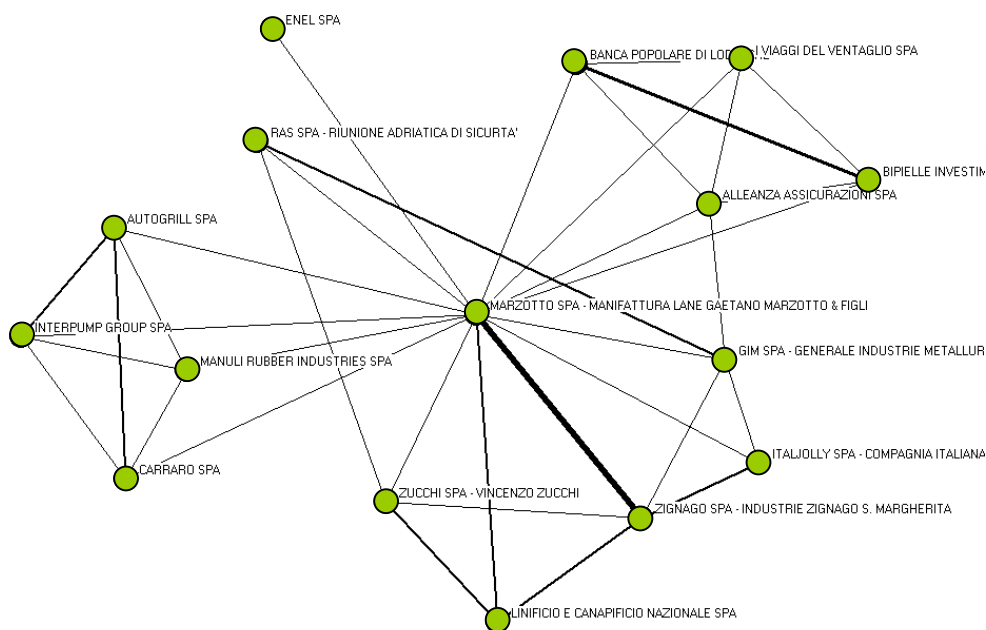 ENEL SPA
BANCA POPOLARE DI LOD
I VIAGGI DEL VENTAGLIO SPA
RAS SPA - RIUNIONE ADRIATICA DI SICURTA'
BIPIELLE INVESTIM
ALLEANZA ASSICURAZIONI SPA
AUTOGRILL SPA
MARZOTTO SPA - MANIFATTURA LANE GAETANO MARZOTTO & FIGLI
INTERPUMP GROUP SPA
GIM SPA - GENERALE INDUSTRIE METALLUR
MANULI RUBBER INDUSTRIES SPA
ITALJOLLY SPA - COMPAGNIA ITALIANA
CARRARO SPA
ZUCCHI SPA - VINCENZO ZUCCHI
ZIGNAGO SPA - INDUSTRIE ZIGNAGO S. MARGHERITA
LINIFICIO E CANAPIFICIO NAZIONALE SPA